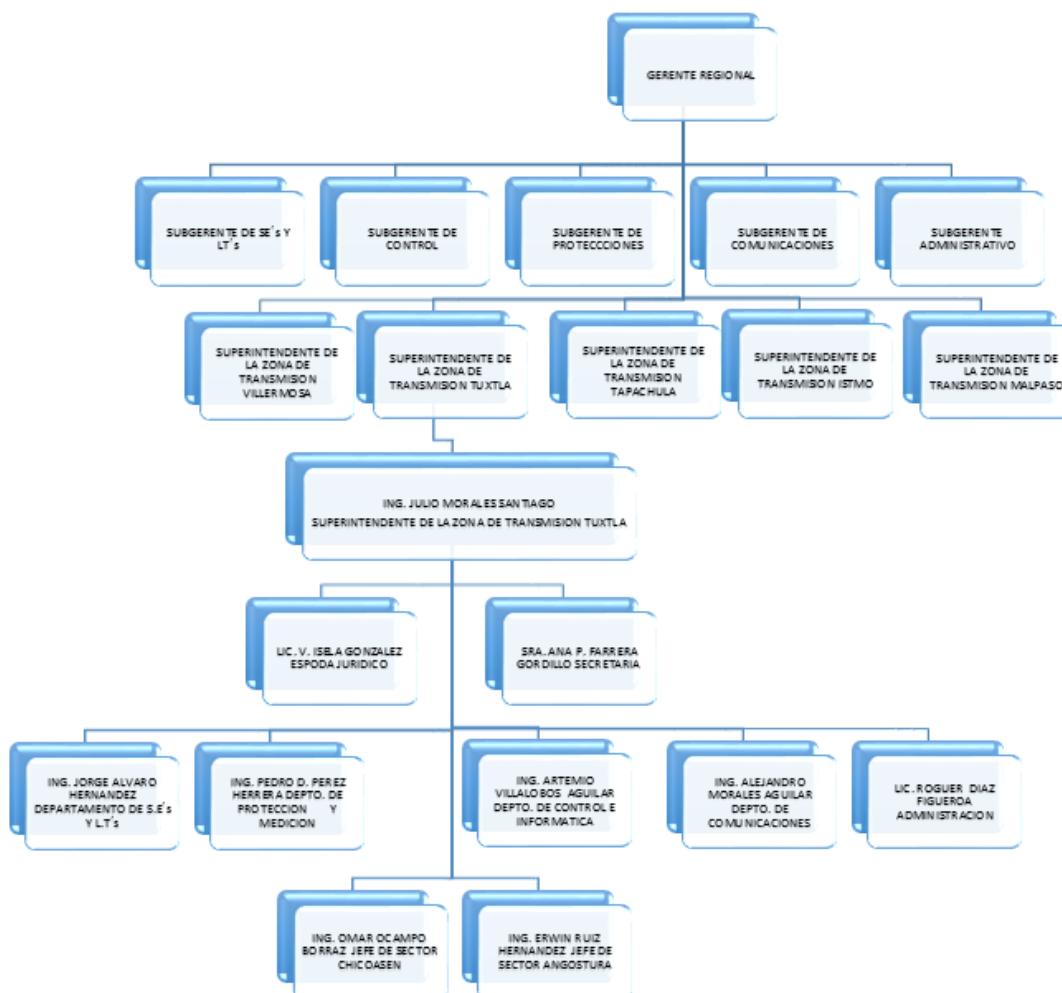 GERENTE REGIONAL
SUBGERENTE DE SE´s Y
LT´s
SUBGERENTE DE
CONTROL
SUBGERENTE DE
PROTECCCIONES
SUBGERENTE DE
COMUNICACIONES
SUBGERENTE
ADMINISTRATIVO
SUPERINTENDENTE DE
LA ZONA DE
TRANSMISION
VILLERMOSA
SUPERINTENDENTE DE
LA ZONA DE
TRANSMISION TUXTLA
SUPERINTENDENTE DE
LA ZONA DE
TRANSMISION
TAPACHULA
SUPERINTENDENTE DE
LA ZONA DE
TRANSMISION ISTMO
SUPERINTENDENTE DE
LA ZONA DE
TRANSMISION MALPASO
ING. JULIO MORALES SANTIAGO
SUPERINTENDENTE DE LA ZONA DE TRANSMISION TUXTLA
LIC. V. ISELA GONZALEZ
ESPODA JURIDICO
SRA. ANA P. FARRERA
GORDILLO SECRETARIA
ING. JORGE ALVARO
HERNANDEZ
DEPARTAMENTO DE S.E´s
Y L.T´s
ING. PEDRO D. PEREZ
HERRERA DEPTO. DE
PROTECCION Y
MEDICION
ING. ARTEMIO
VILLALOBOS AGUILAR
DEPTO. DE CONTROL E
INFORMATICA
ING. ALEJANDRO
MORALES AGUILAR
DEPTO. DE
COMUNICACIONES
LIC. ROGUER DIAZ
FIGUEROA
ADMINISTRACION
ING. OMAR OCAMPO
BORRAZ JEFE DE SECTOR
CHICOASEN
ING. ERWIN RUIZ
HERNANDEZ JEFE DE
SECTOR ANGOSTURA